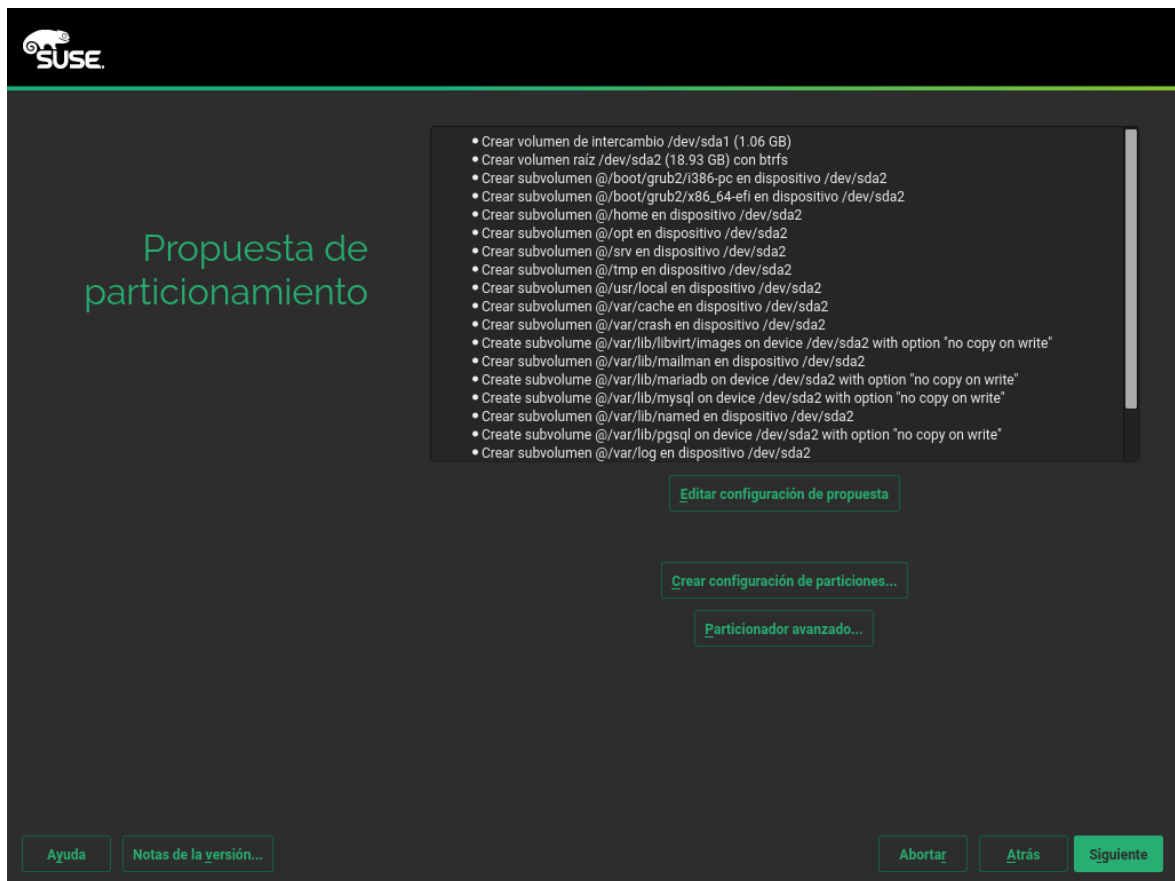 SUSE.
Propuesta de
particionamiento
• Crear volumen de intercambio /dev/sda1 (1.06 GB)
• Crear volumen raíz /dev/sda2 (18.93 GB) con btrfs
• Crear subvolumen @/boot/grub2/i386-pc en dispositivo /dev/sda2
• Crear subvolumen @/boot/grub2/x86_64-efi en dispositivo /dev/sda2
• Crear subvolumen @/home en dispositivo /dev/sda2
• Crear subvolumen @/opt en dispositivo /dev/sda2
• Crear subvolumen @/srv en dispositivo /dev/sda2
• Crear subvolumen @/tmp en dispositivo /dev/sda2
• Crear subvolumen @/usr/local en dispositivo /dev/sda2
• Crear subvolumen @/var/cache en dispositivo /dev/sda2
• Crear subvolumen @/var/crash en dispositivo /dev/sda2
• Create subvolume @/var/lib/libvirt/images on device /dev/sda2 with option "no copy on write"
• Crear subvolumen @/var/lib/mailman en dispositivo /dev/sda2
• Create subvolume @/var/lib/mariadb on device /dev/sda2 with option "no copy on write"
• Create subvolume @/var/lib/mysql on device /dev/sda2 with option "no copy on write"
• Crear subvolumen @/var/lib/named en dispositivo /dev/sda2
• Create subvolume @/var/lib/pgsql on device /dev/sda2 with option "no copy on write"
• Crear subvolumen @/var/log en dispositivo /dev/sda2
Editar configuración de propuesta
Crear configuración de particiones...
Particionador avanzado...
Ayuda
Notas de la versión...
Abortar
Atrás
Siguiente